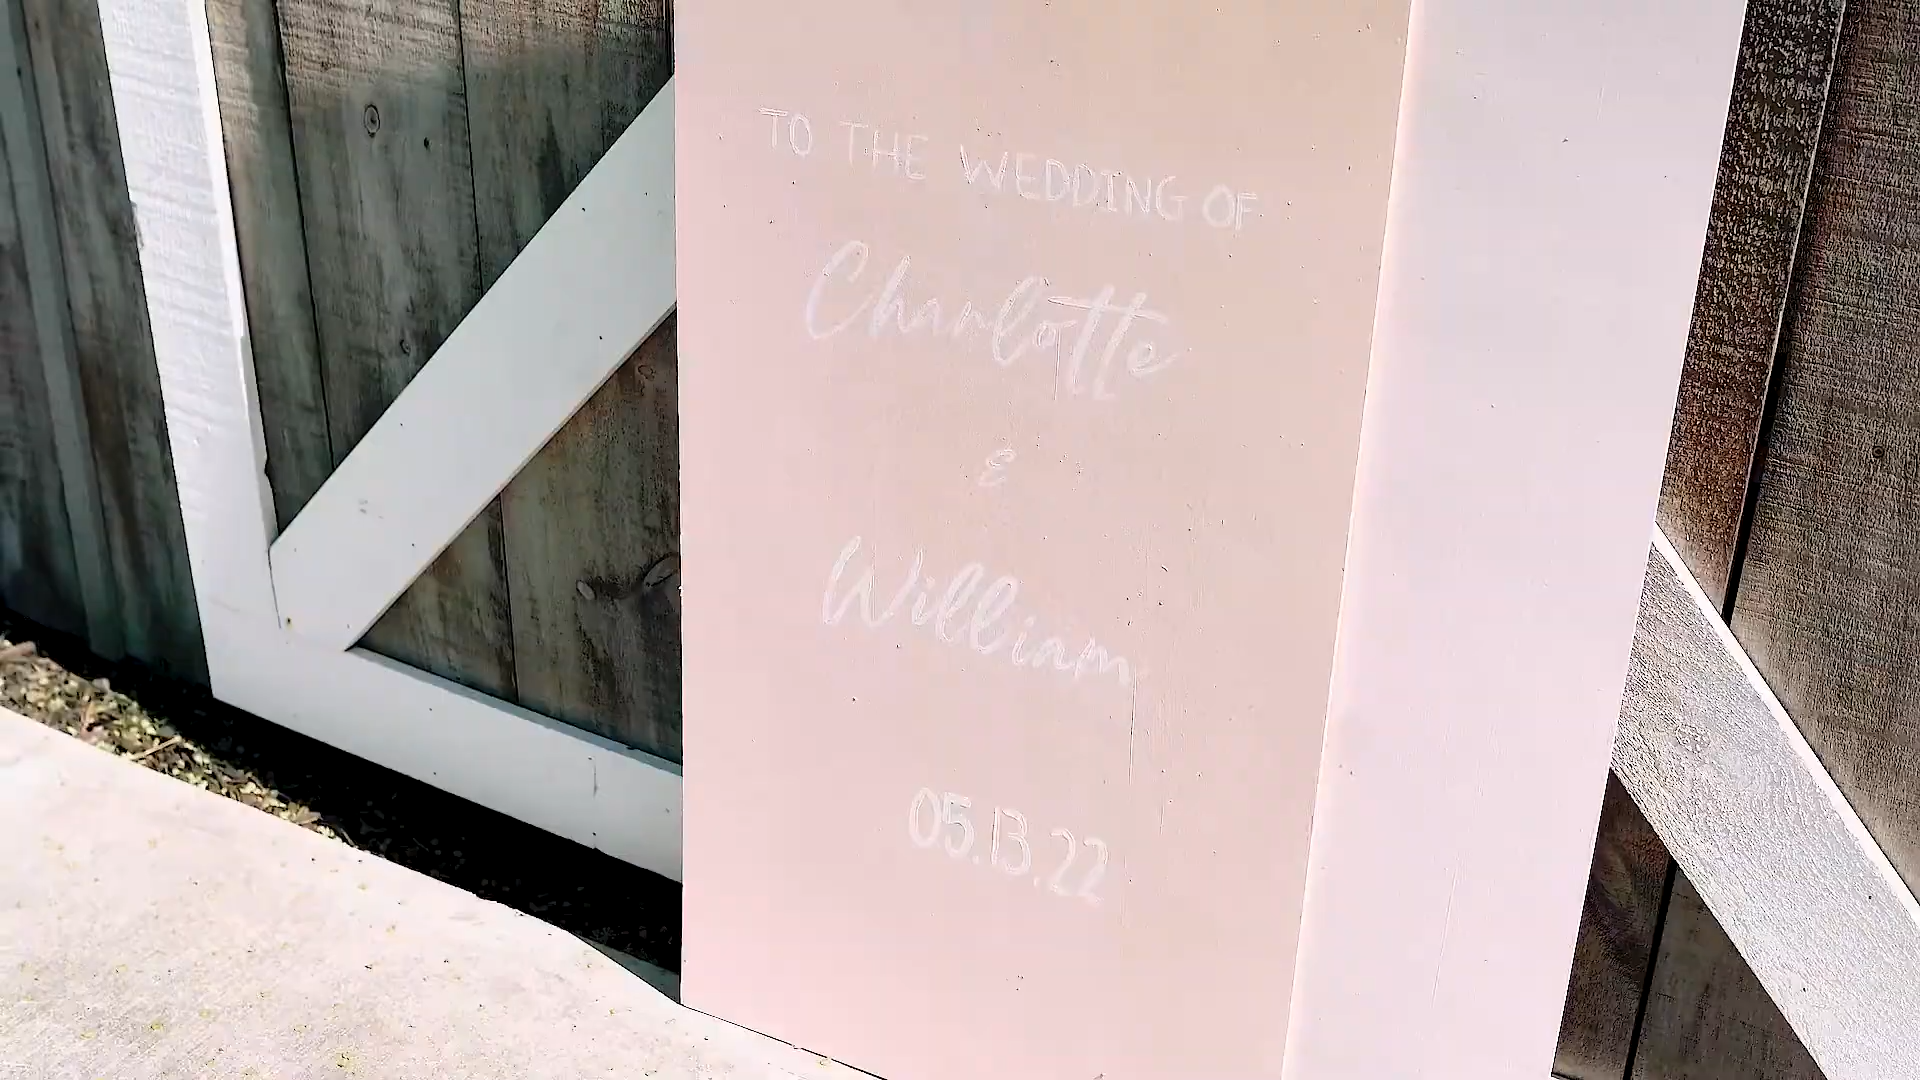 TO THE WEDDING OF
Charlotte
&
William
05.13.22